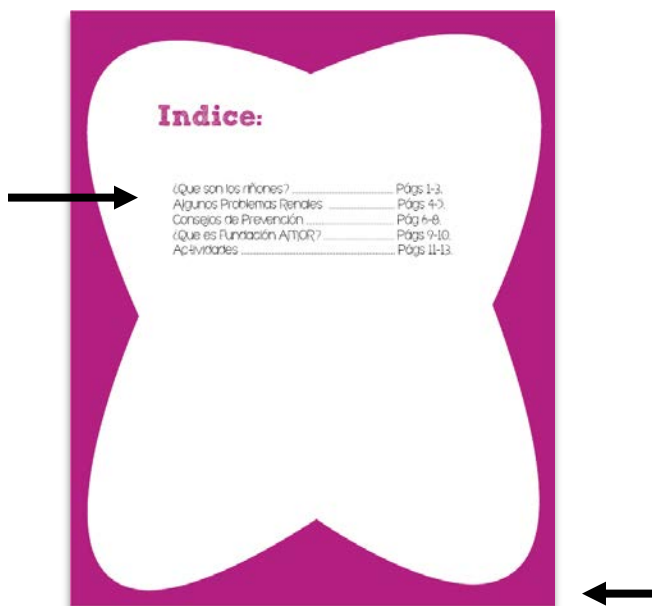 Indice:
¿Que son los riñones? Págs 1-3.
Algunos Problemas Renales Págs 4-5.
Consejos de Prevención Pág 6-8.
¿Que es Fundación AMOR? Págs 9-10.
Actividades Págs 11-13.